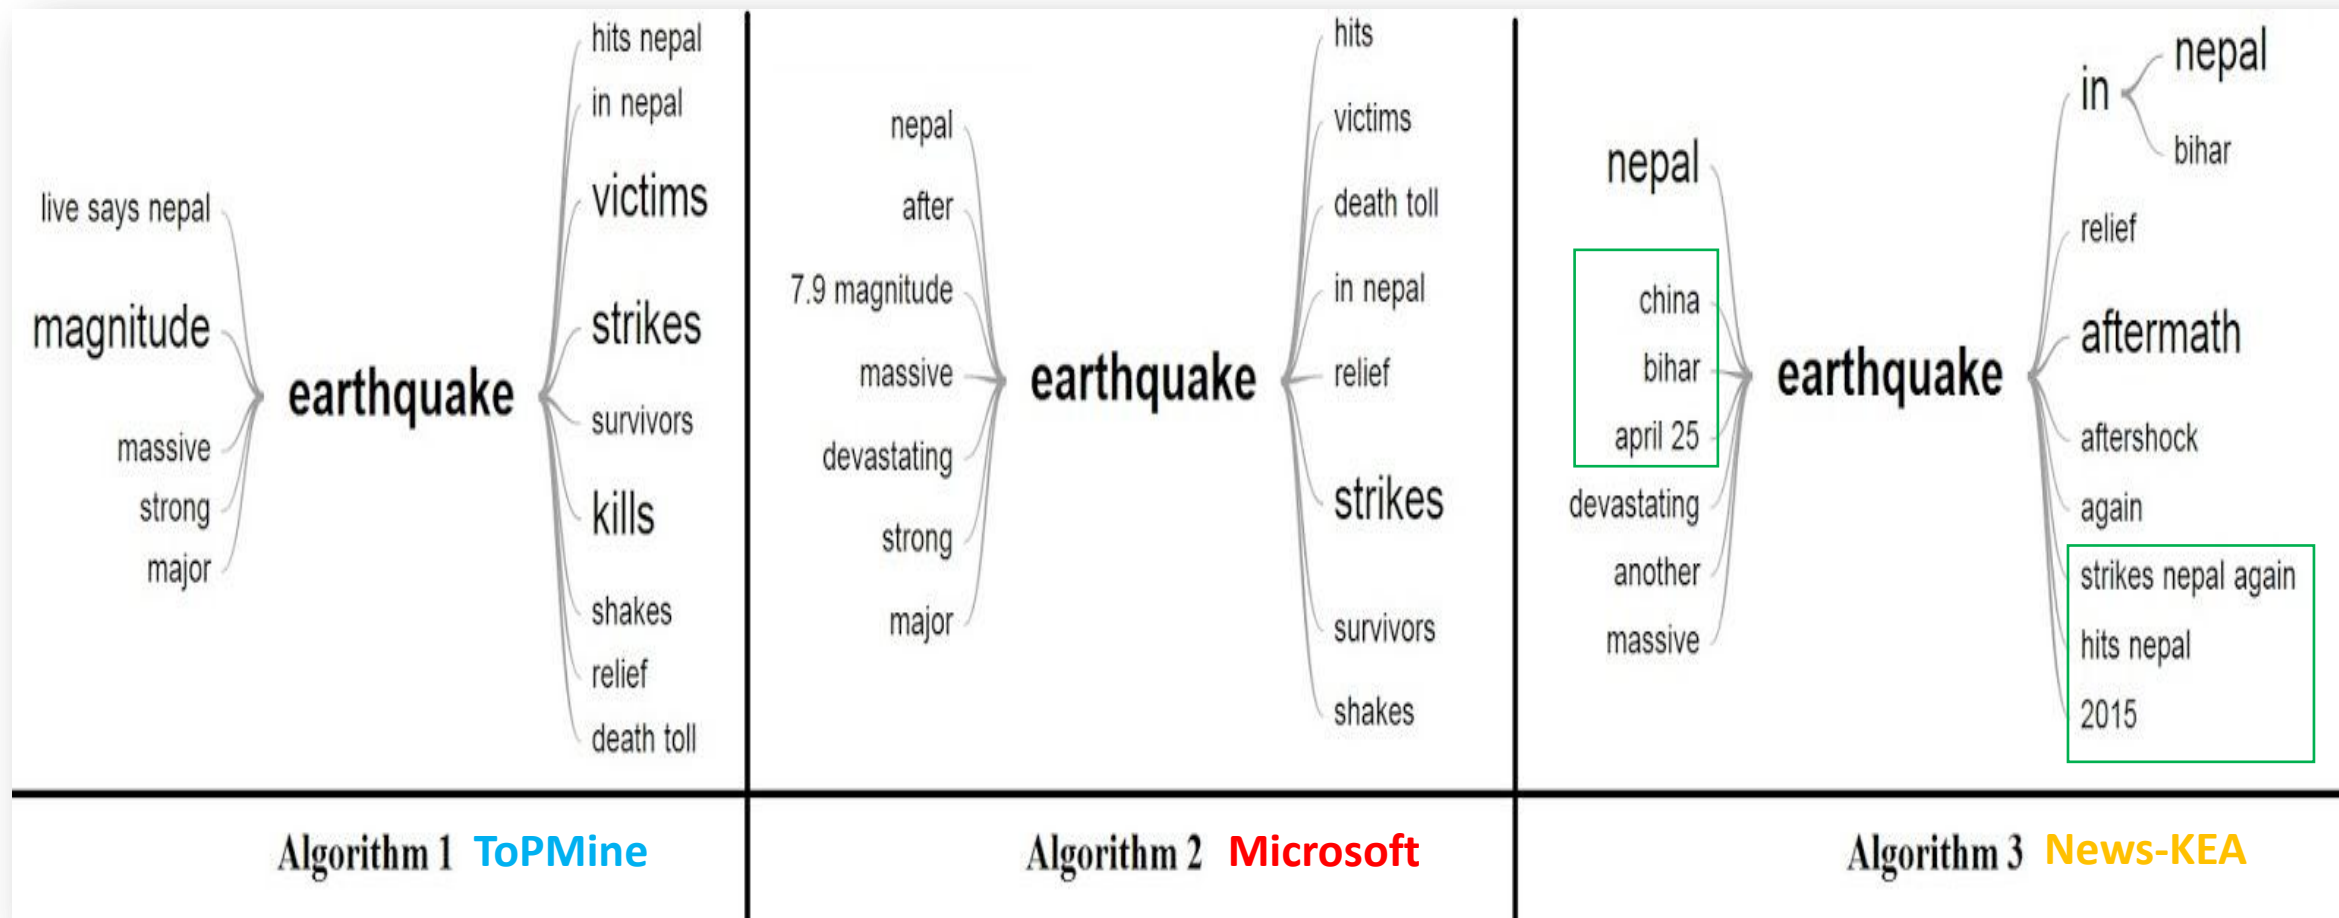 live says nepal
magnitude
massive
strong
major
earthquake
hits nepal
in nepal
victims
strikes
survivors
kills
shakes
relief
death toll
Algorithm 1 ToPMine
nepal
after
7.9 magnitude
massive
devastating
strong
major
earthquake
hits
victims
death toll
in nepal
relief
strikes
survivors
shakes
Algorithm 2 Microsoft
nepal
china
bihar
april 25
devastating
another
massive
earthquake
in
nepal
bihar
relief
aftermath
aftershock
again
strikes nepal again
hits nepal
2015
Algorithm 3 News-KEA